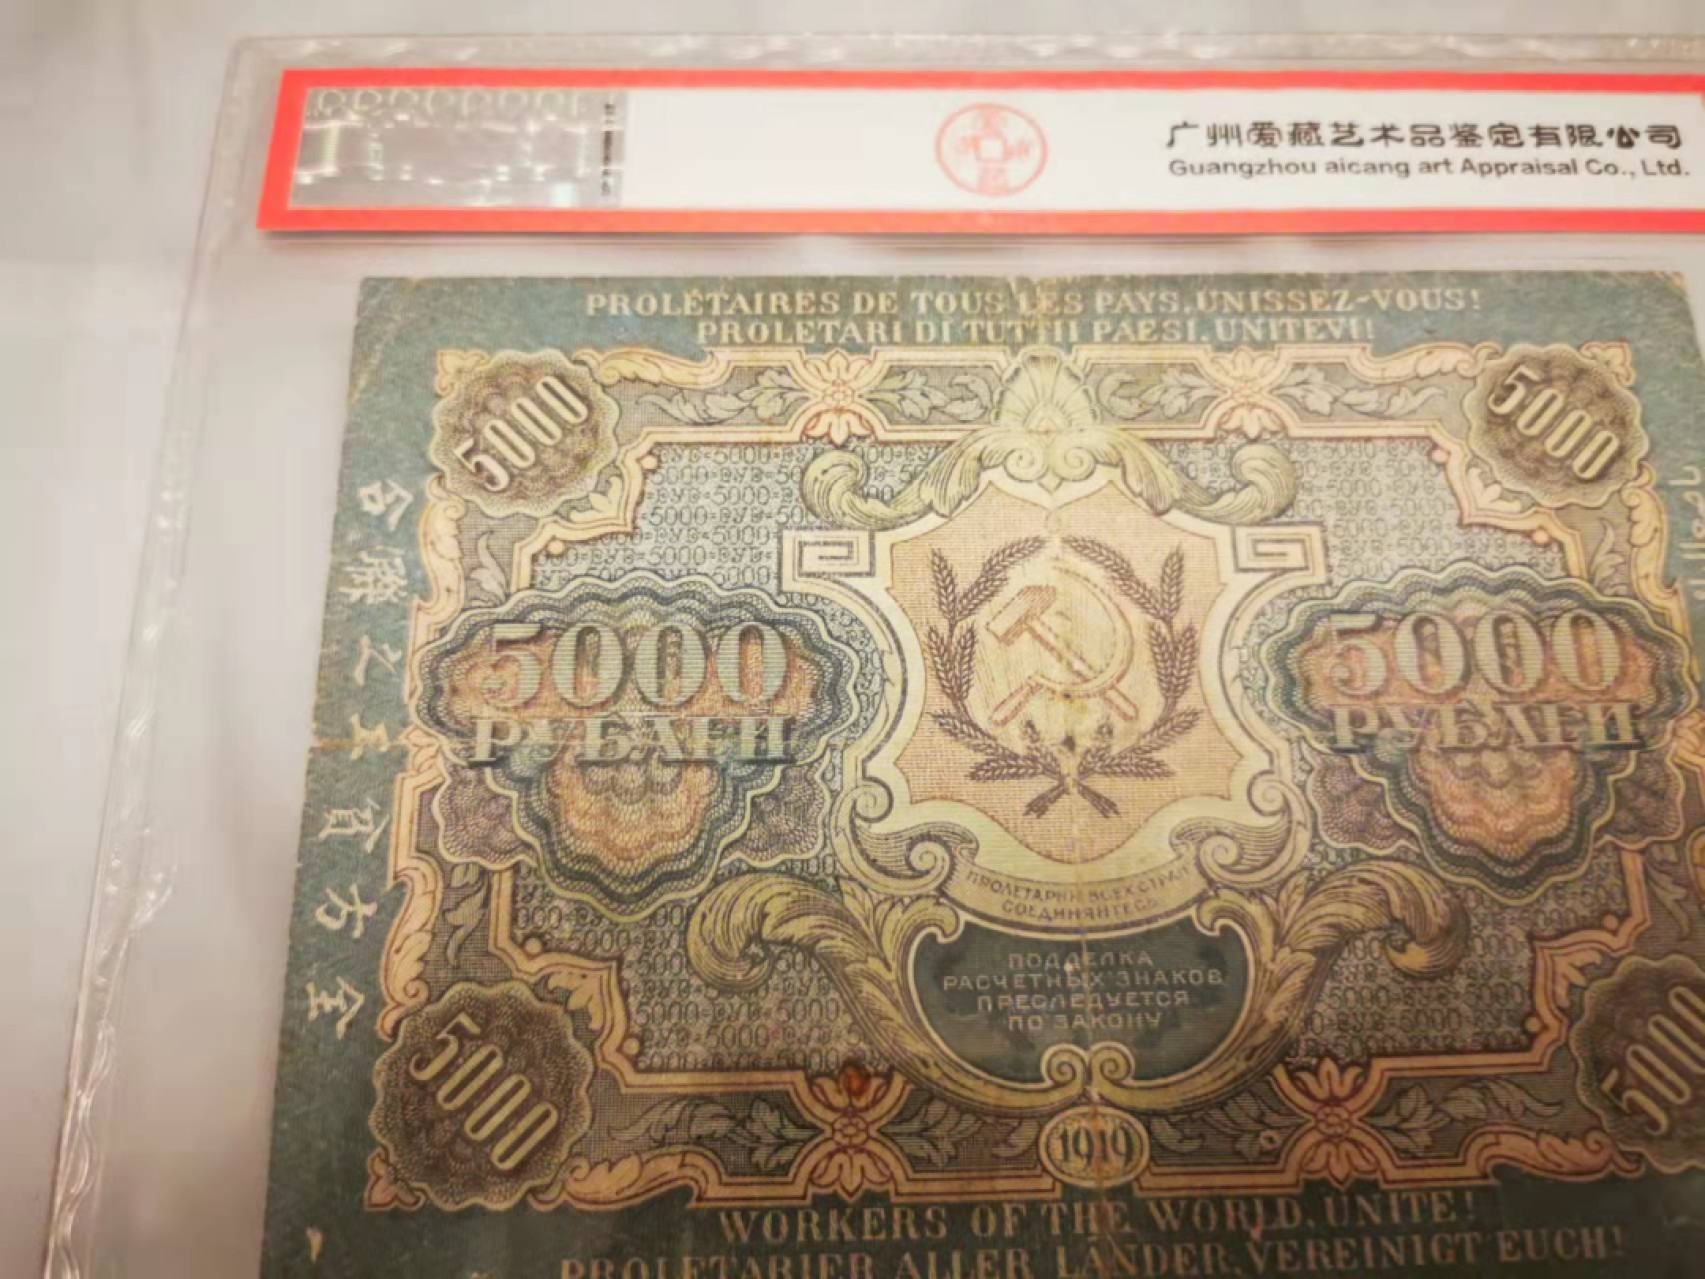 广州爱藏艺术品鉴定有限公司
Guangzhou aicang art Appraisal Co., Ltd.
PROLÉTAIRES DE TOUS LES PAYS, UNISSEZ-VOUS!
PROLETARI DI TUTTI I PAESI, UNITEVI!
5000
5000
5000
РУБЛЕЙ
5000
РУБЛЕЙ
ПРОЛЕТАРИИ ВСЕХ СТРАН
СОЕДИНЯЙТЕСЬ
ПОДДЕЛКА
РАСЧЕТНЫХ ЗНАКОВ
ПРЕСЛЕДУЕТСЯ
ПО ЗАКОНУ
5000
5000
1919
WORKERS OF THE WORLD, UNITE!
PROLETARIER ALLER LÄNDER, VEREINIGT EUCH!